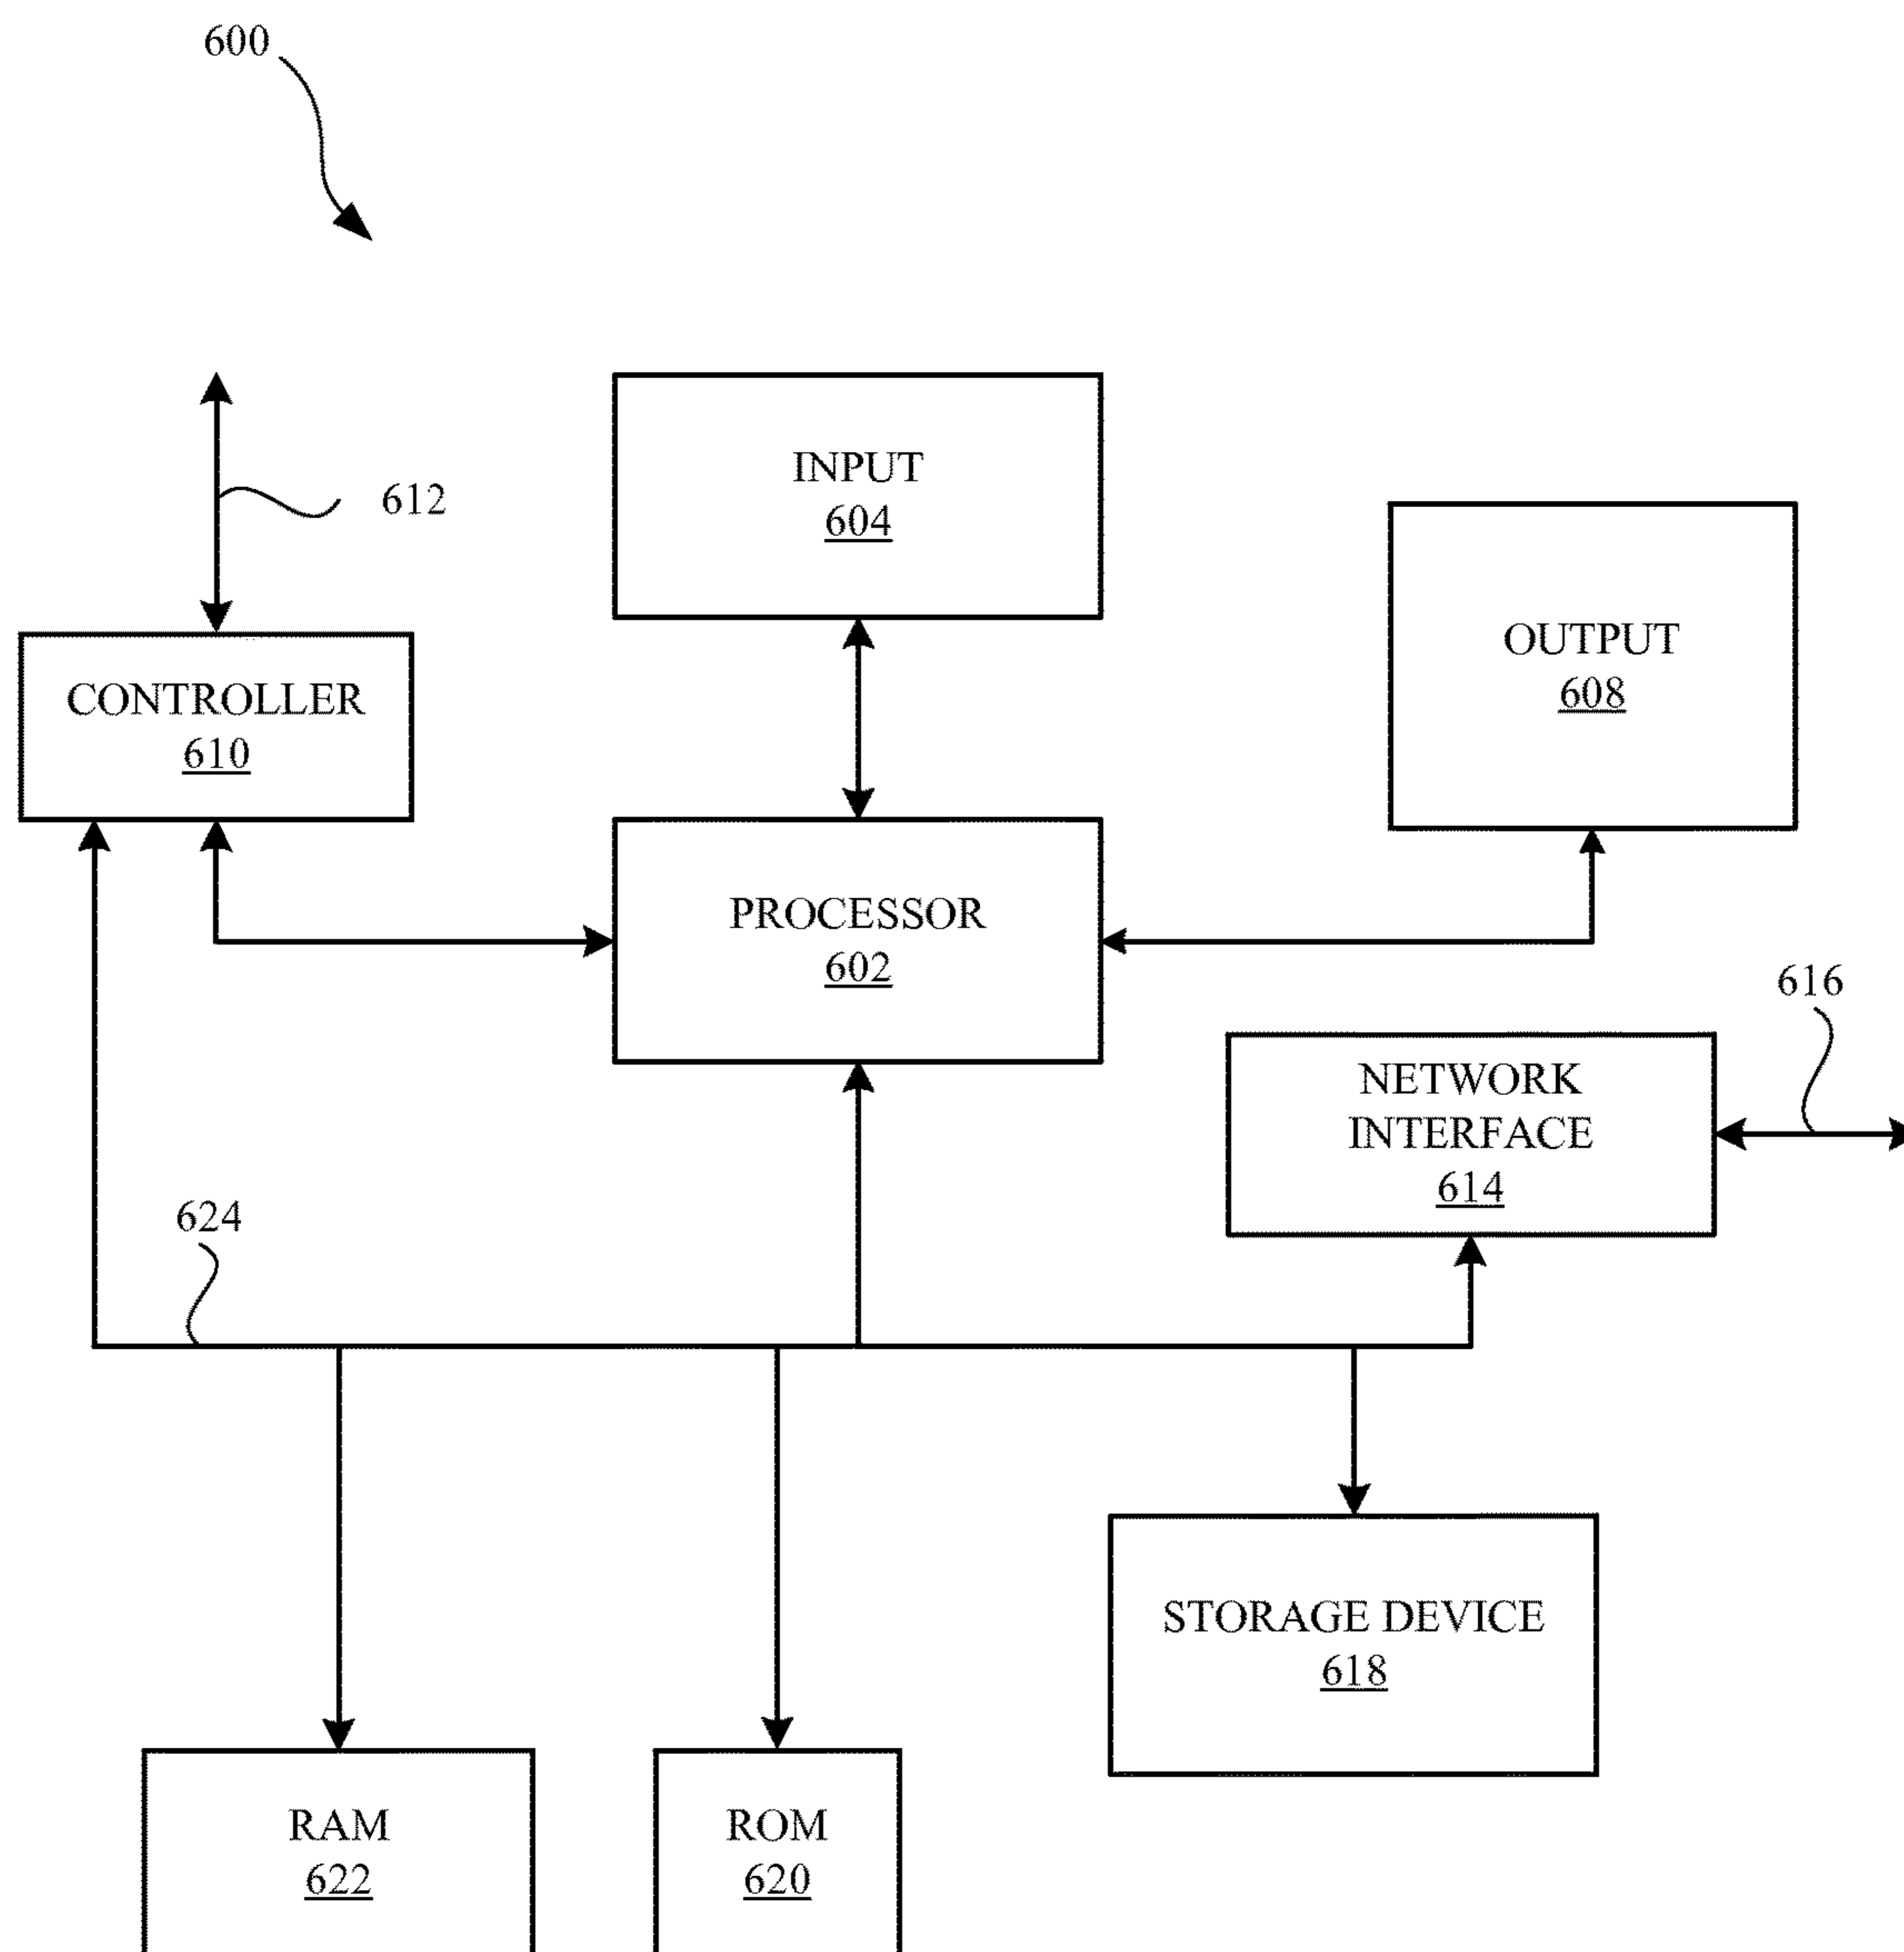 600
612
INPUT
604
OUTPUT
608
CONTROLLER
610
PROCESSOR
602
616
NETWORK
INTERFACE
614
624
STORAGE DEVICE
618
RAM
622
ROM
620